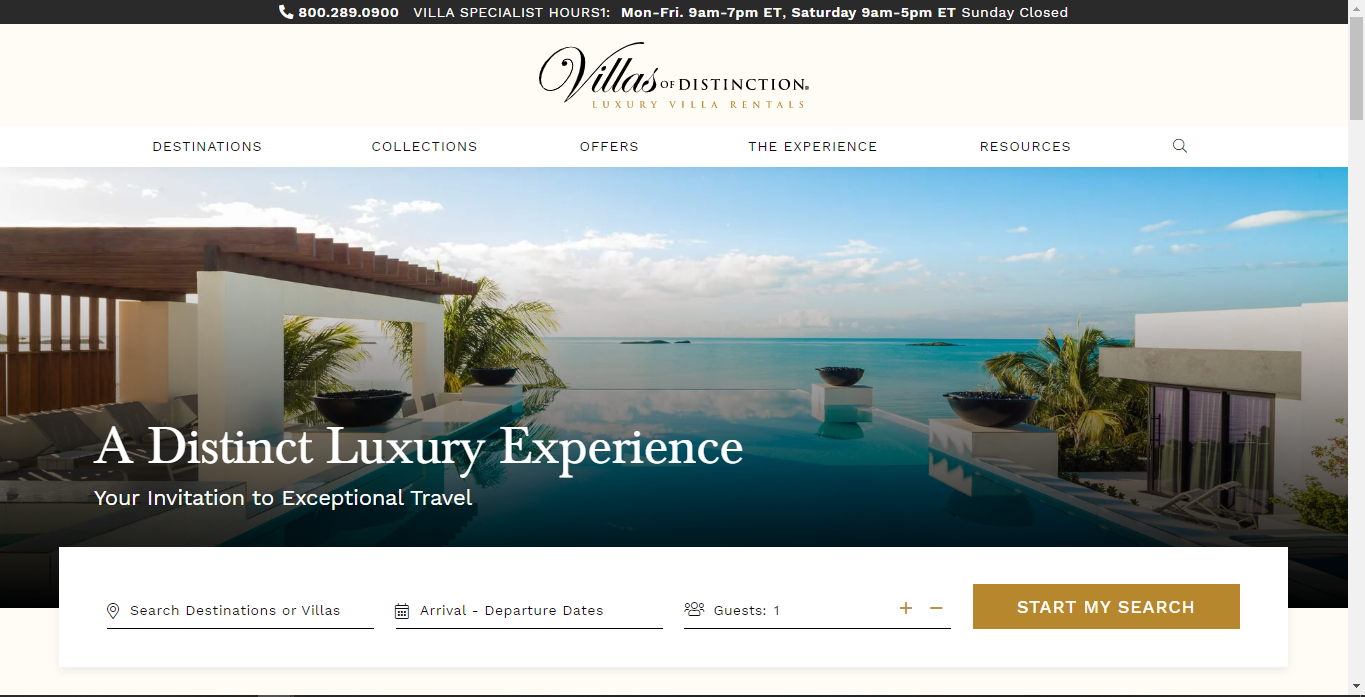 800.289.0900 VILLA SPECIALIST HOURS1: Mon-Fri. 9am-7pm ET, Saturday 9am-5pm ET Sunday Closed
Villas OF DISTINCTION®
LUXURY VILLA RENTALS
DESTINATIONS COLLECTIONS OFFERS THE EXPERIENCE RESOURCES
A Distinct Luxury Experience
Your Invitation to Exceptional Travel
Search Destinations or Villas Arrival - Departure Dates Guests: 1 + − START MY SEARCH